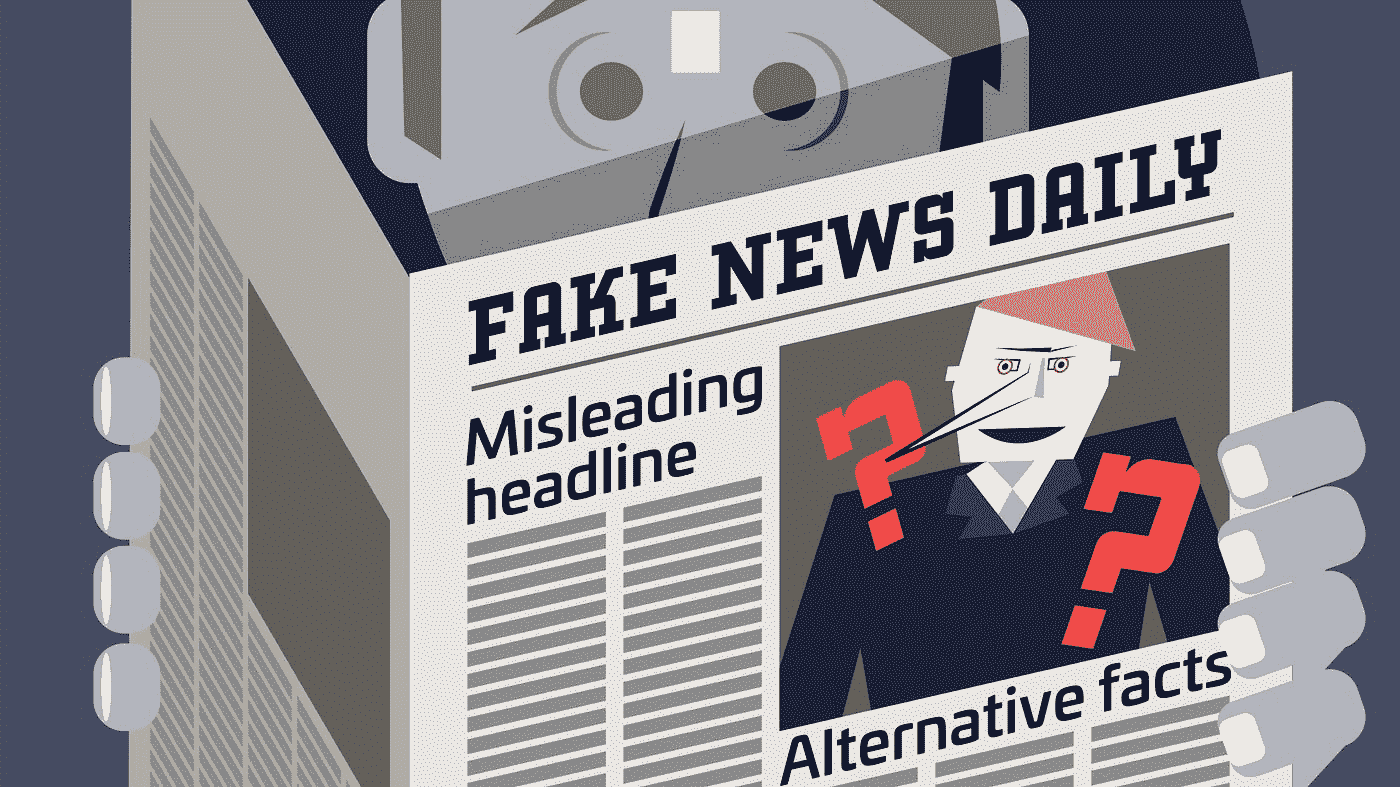 FAKE NEWS DAILY
Misleading
headline
?
?
Alternative facts